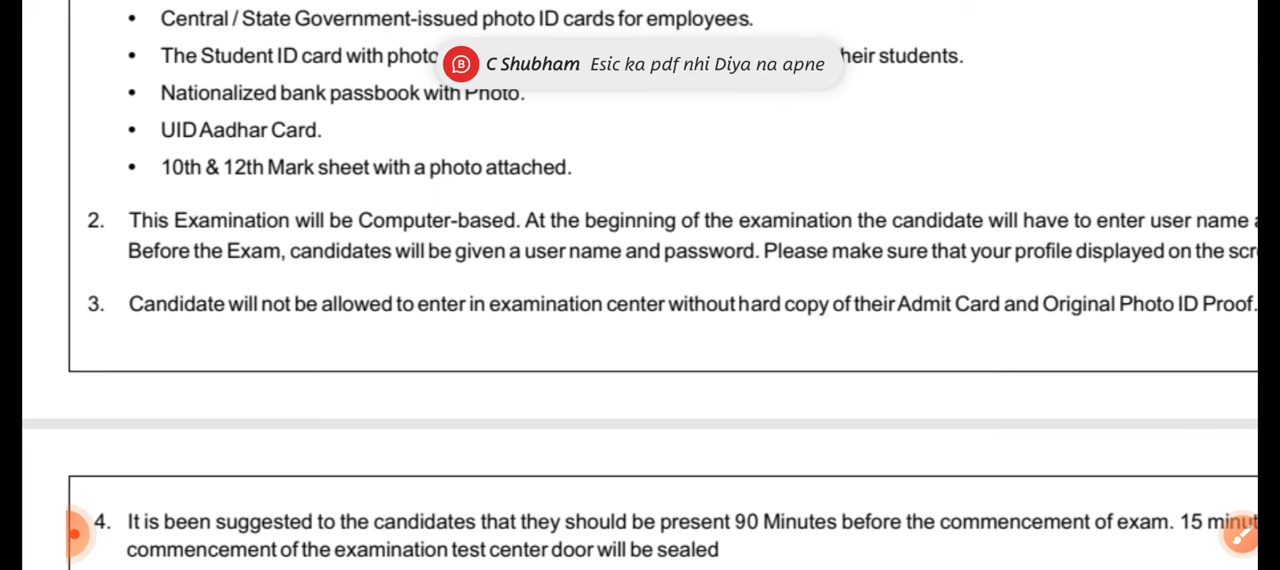 • Central / State Government-issued photo ID cards for employees.
• The Student ID card with photo heir students.
C Shubham Esic ka pdf nhi Diya na apne
• Nationalized bank passbook with Photo.
• UID Aadhar Card.
• 10th & 12th Mark sheet with a photo attached.
2. This Examination will be Computer-based. At the beginning of the examination the candidate will have to enter user name
Before the Exam, candidates will be given a user name and password. Please make sure that your profile displayed on the scr
3. Candidate will not be allowed to enter in examination center without hard copy of their Admit Card and Original Photo ID Proof.
4. It is been suggested to the candidates that they should be present 90 Minutes before the commencement of exam. 15 minut
commencement of the examination test center door will be sealed